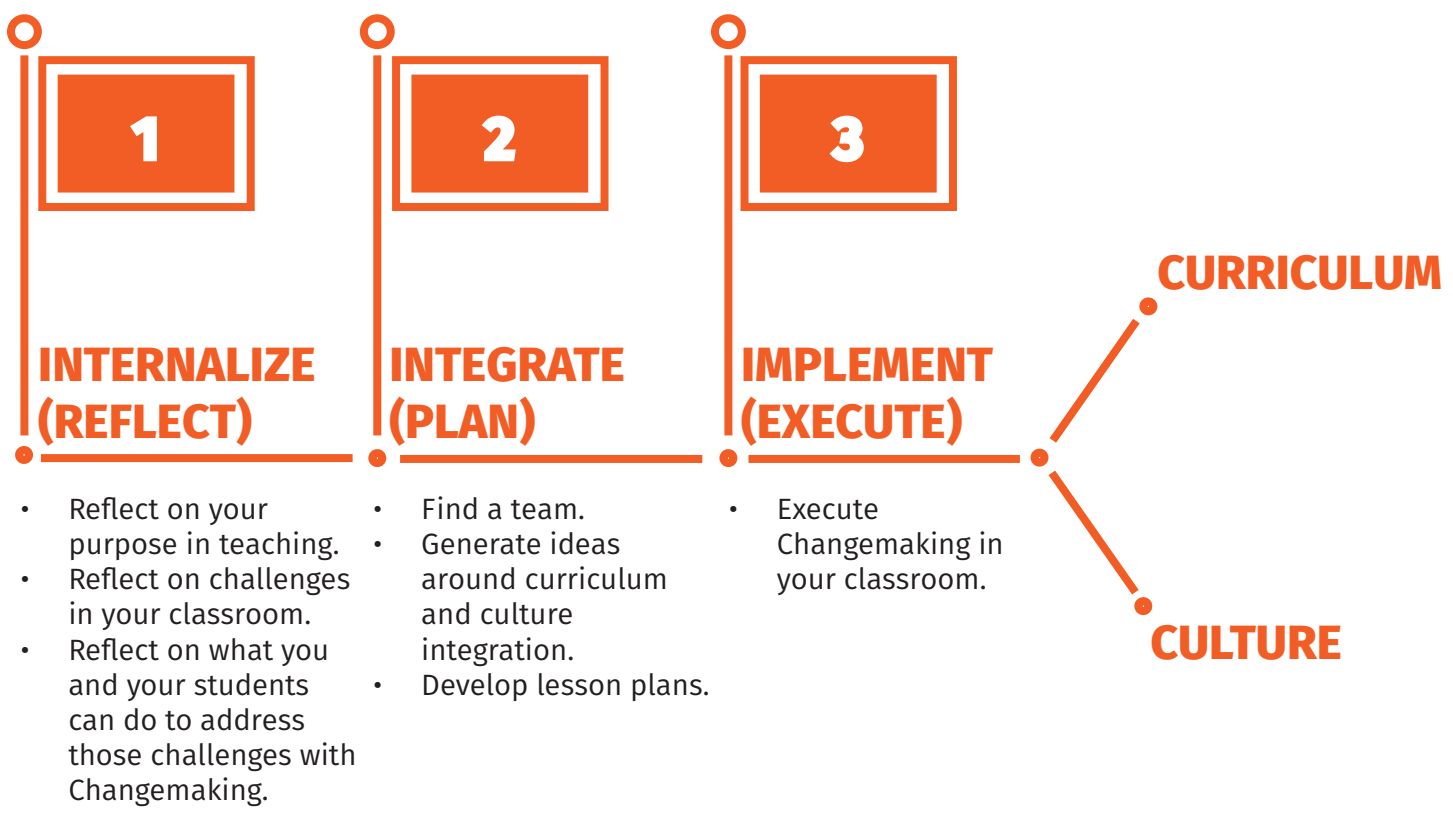 1
INTERNALIZE
(REFLECT)
• Reflect on your
purpose in teaching.
• Reflect on challenges
in your classroom.
• Reflect on what you
and your students
can do to address
those challenges with
Changemaking.
2
INTEGRATE
(PLAN)
• Find a team.
• Generate ideas
around curriculum
and culture
integration.
• Develop lesson plans.
3
IMPLEMENT
(EXECUTE)
• Execute
Changemaking in
your classroom.
CURRICULUM
CULTURE